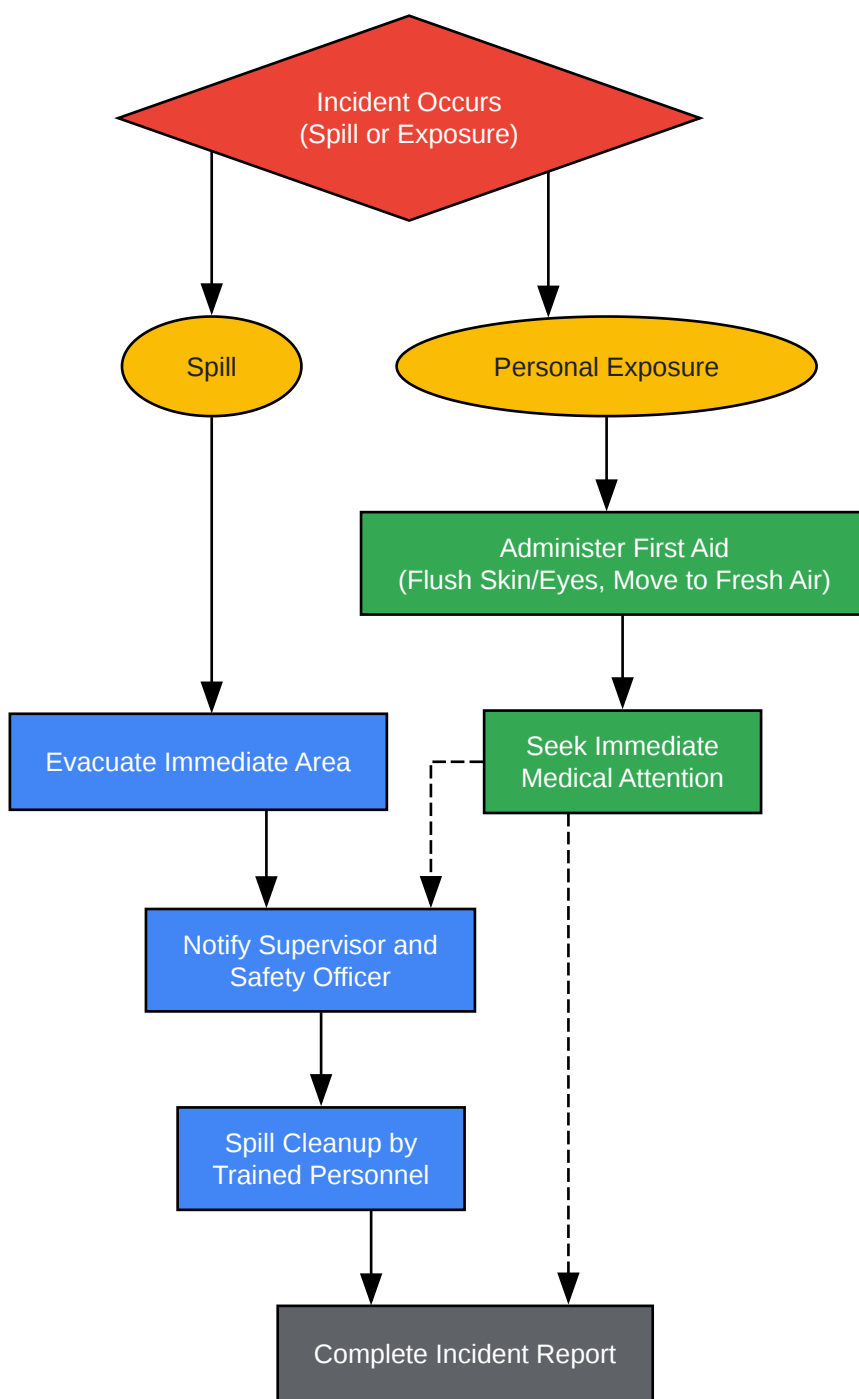 Incident Occurs
(Spill or Exposure)
Spill
Personal Exposure
Administer First Aid
(Flush Skin/Eyes, Move to Fresh Air)
Evacuate Immediate Area
Seek Immediate
Medical Attention
Notify Supervisor and
Safety Officer
Spill Cleanup by
Trained Personnel
Complete Incident Report